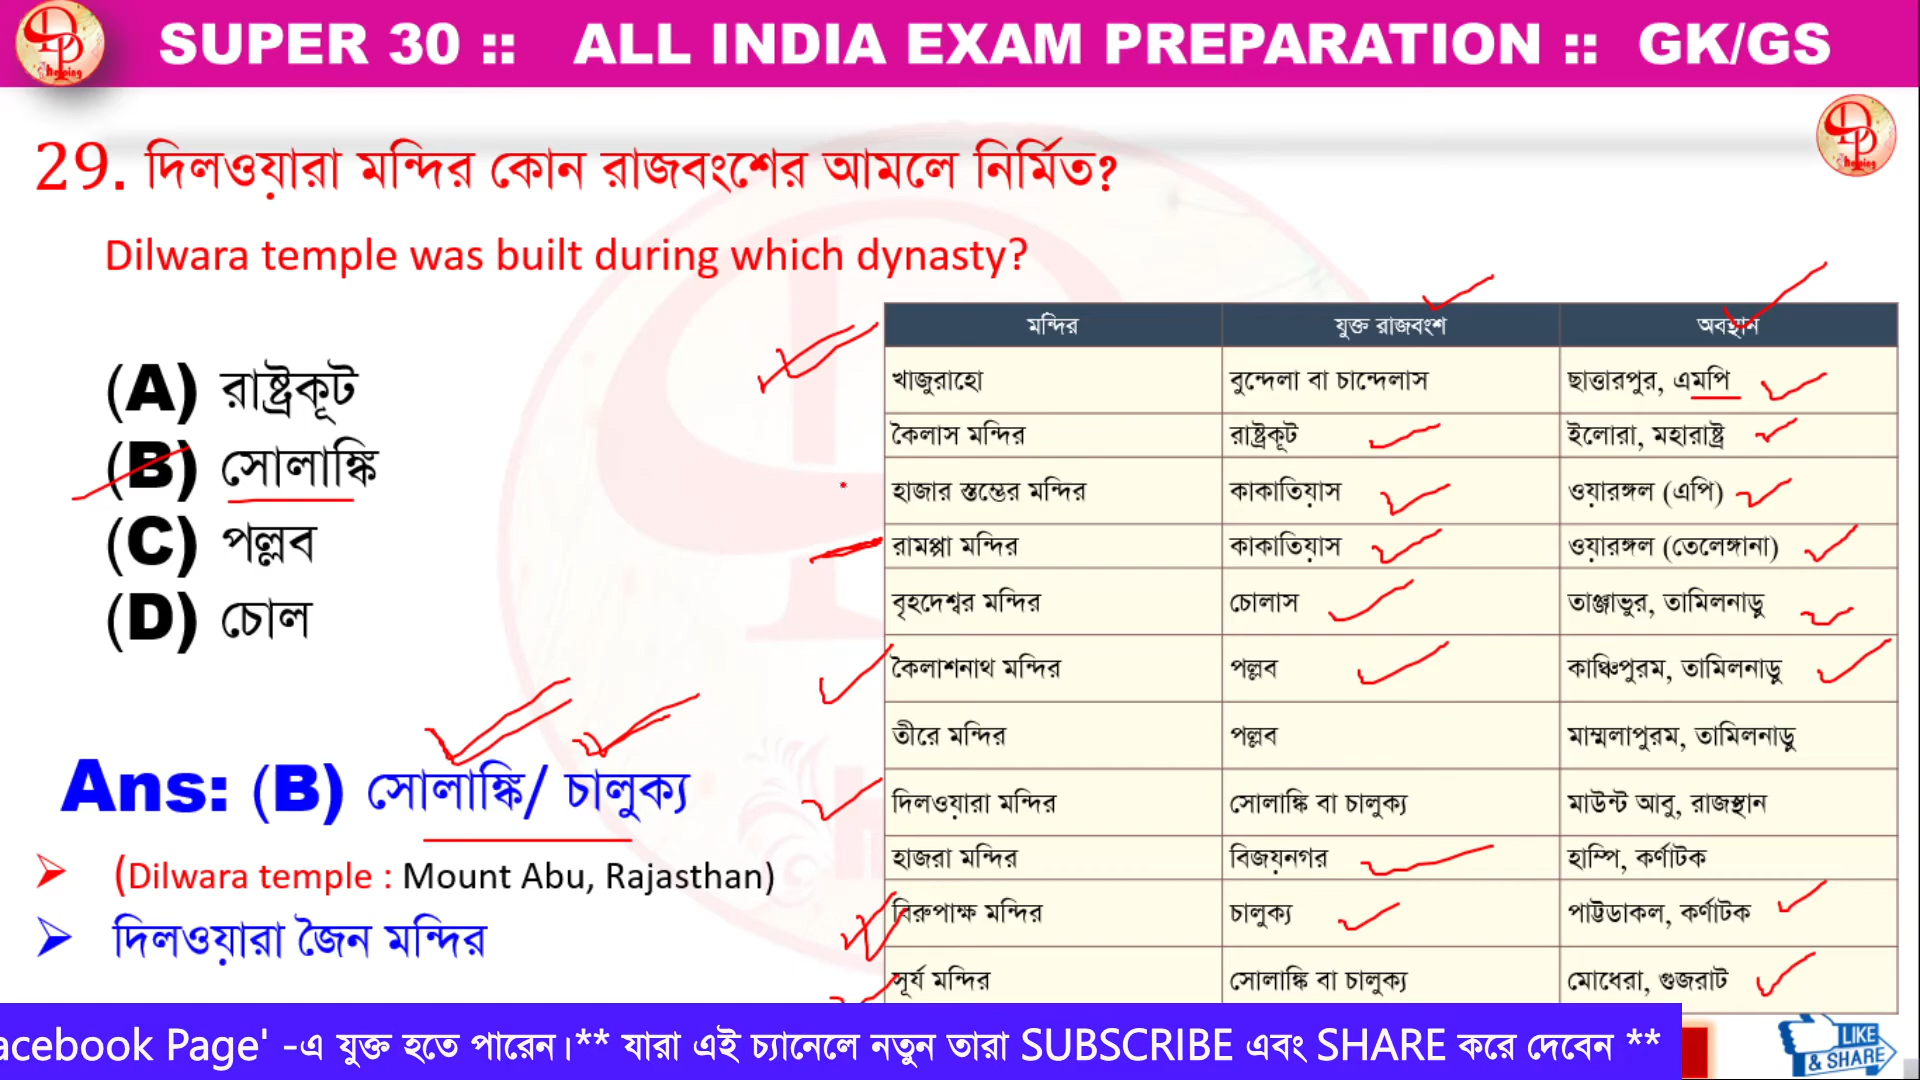 SUPER 30 :: ALL INDIA EXAM PREPARATION :: GK/GS
29. দিলওয়ারা মন্দির কোন রাজবংশের আমলে নির্মিত?
Dilwara temple was built during which dynasty?
(A) রাষ্ট্রকূট
(B) সোলাঙ্কি
(C) পল্লব
(D) চোল
Ans: (B) সোলাঙ্কি/ চালুক্য
(Dilwara temple : Mount Abu, Rajasthan)
দিলওয়ারা জৈন মন্দির
মন্দির যুক্ত রাজবংশ অবস্থান
খাজুরাহো বুন্দেলা বা চান্দেলাস ছাত্তারপুর, এমপি
কৈলাস মন্দির রাষ্ট্রকূট ইলোরা, মহারাষ্ট্র
হাজার স্তম্ভের মন্দির কাকাতিয়াস ওয়ারঙ্গল (এপি)
রামপ্পা মন্দির কাকাতিয়াস ওয়ারঙ্গল (তেলেঙ্গানা)
বৃহদেশ্বর মন্দির চোলাস তাঞ্জাভুর, তামিলনাড়ু
কৈলাশনাথ মন্দির পল্লব কাঞ্চিপুরম, তামিলনাড়ু
তীরে মন্দির পল্লব মাম্মলাপুরম, তামিলনাড়ু
দিলওয়ারা মন্দির সোলাঙ্কি বা চালুক্য মাউন্ট আবু, রাজস্থান
হাজরা মন্দির বিজয়নগর হাম্পি, কর্ণাটক
বিরুপাক্ষ মন্দির চালুক্য পাট্টডাকল, কর্ণাটক
সূর্য মন্দির সোলাঙ্কি বা চালুক্য মোধেরা, গুজরাট
acebook Page' -এ যুক্ত হতে পারেন।** যারা এই চ্যানেলে নতুন তারা SUBSCRIBE এবং SHARE করে দেবেন **
LIKE
& SHARE